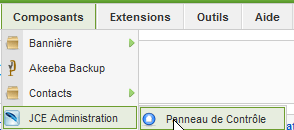 Composants Extensions Outils Aide
Bannière
Akeeba Backup
Contacts
JCE Administration Panneau de Contrôle